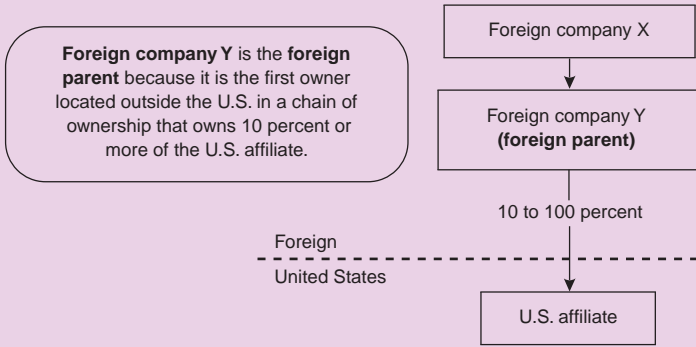 Foreign company Y is the foreign
parent because it is the first owner
located outside the U.S. in a chain of
ownership that owns 10 percent or
more of the U.S. affiliate.
Foreign company X
Foreign company Y
(foreign parent)
10 to 100 percent
Foreign
United States
U.S. affiliate